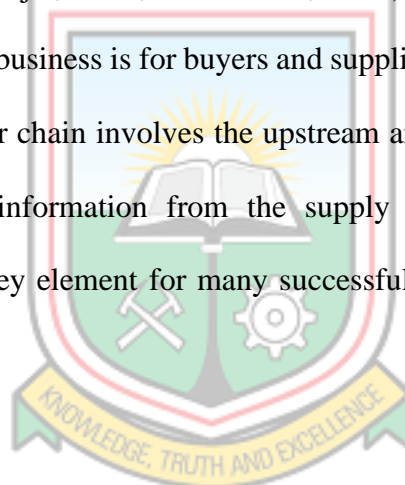 business is for buyers and suppli
r chain involves the upstream a
information from the supply
ey element for many successful
KNOWLEDGE, TRUTH AND EXCELLENCE